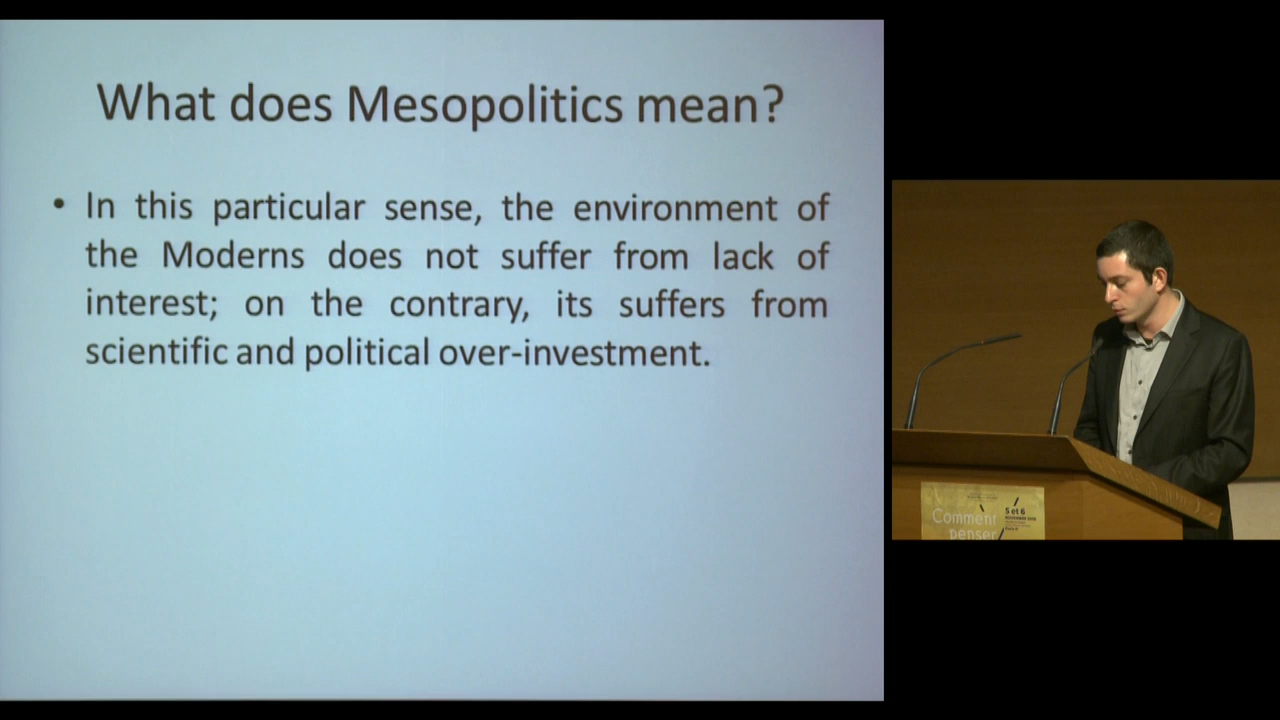 What does Mesopolitics mean?
• In this particular sense, the environment of
the Moderns does not suffer from lack of
interest; on the contrary, its suffers from
scientific and political over-investment.
Comment
penser
5 et 6